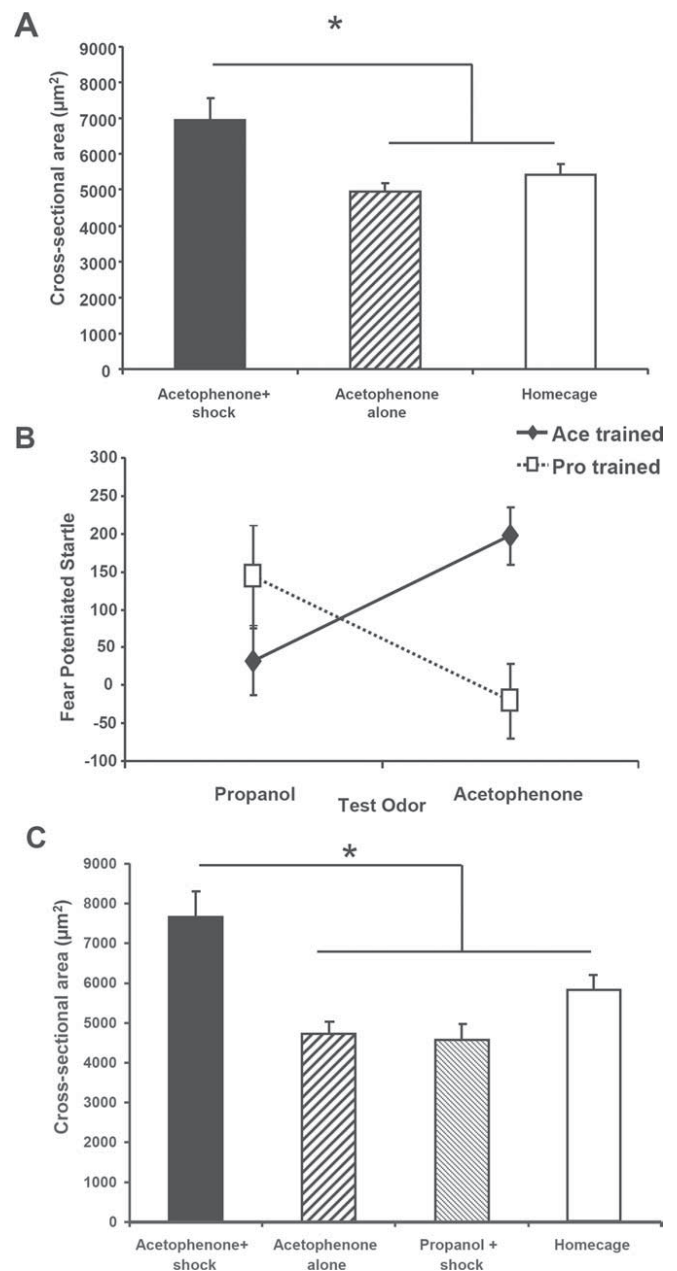 A
*
Cross-sectional area (μm²)
9000
8000
7000
6000
5000
4000
3000
2000
1000
0
Acetophenone+
shock
Acetophenone
alone
Homecage
B
Ace trained
Pro trained
Fear Potentiated Startle
300
250
200
150
100
50
0
-50
-100
Propanol
Acetophenone
Test Odor
C
*
Cross-sectional area (μm²)
9000
8000
7000
6000
5000
4000
3000
2000
1000
0
Acetophenone+
shock
Acetophenone
alone
Propanol +
shock
Homecage